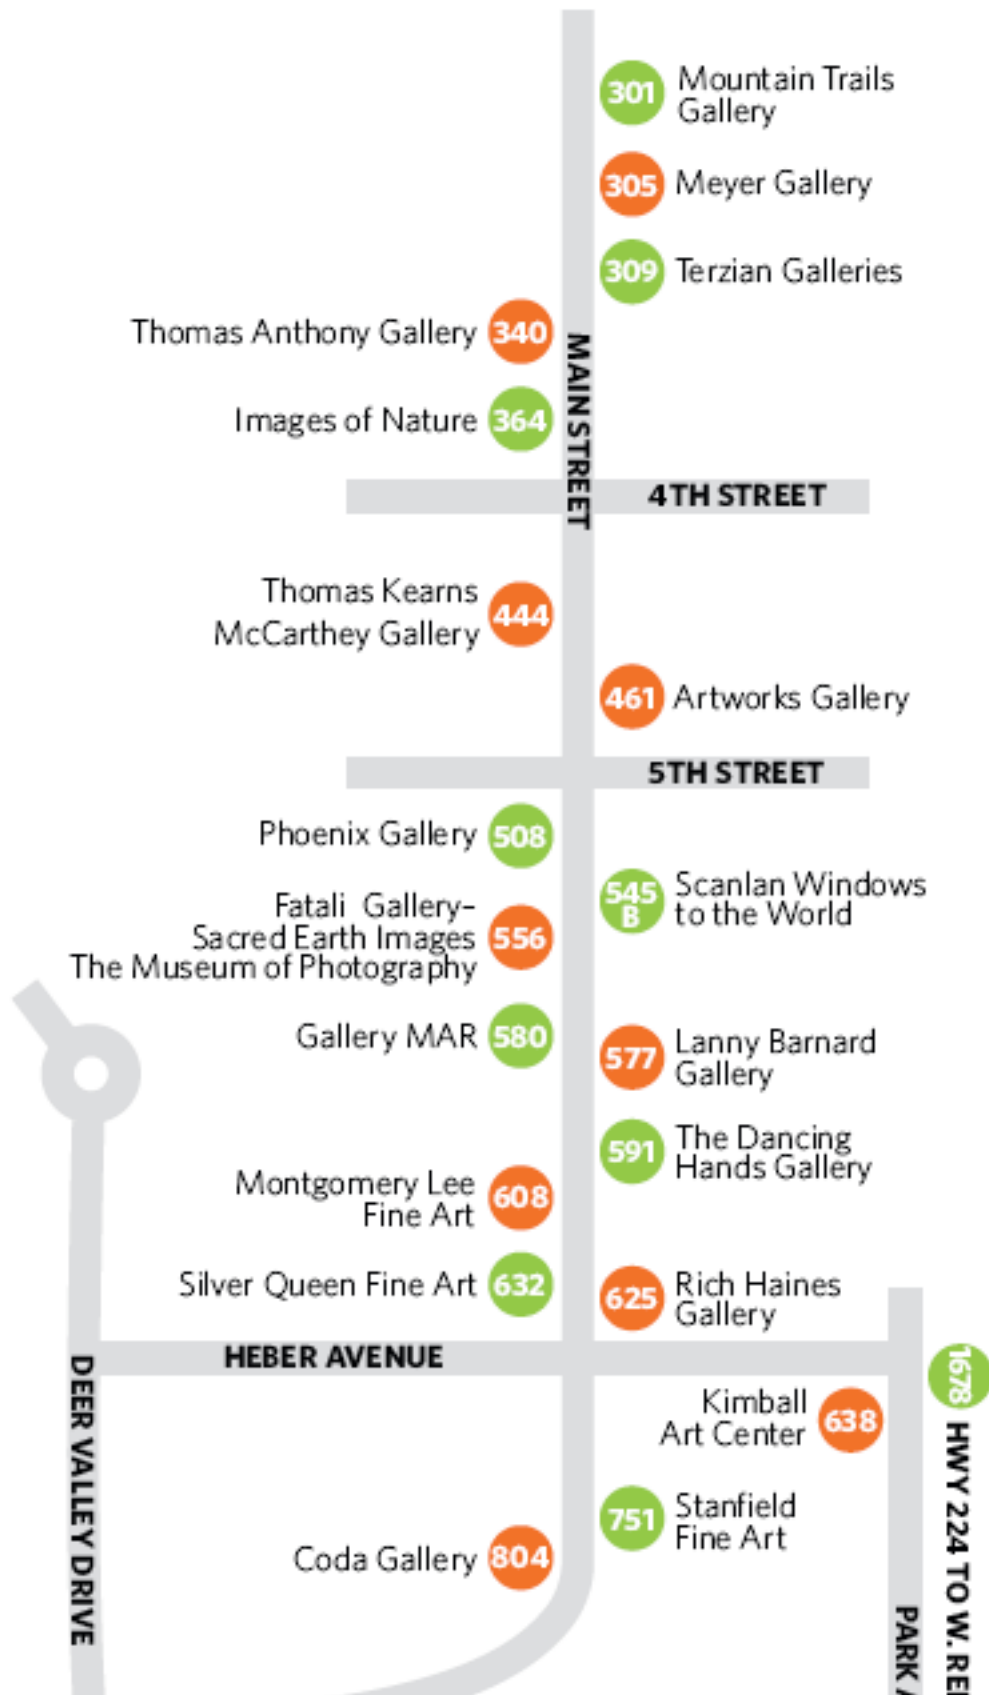 301 Mountain Trails
Gallery
305 Meyer Gallery
309 Terzian Galleries
Thomas Anthony Gallery 340
MAIN STREET
Images of Nature 364
4TH STREET
Thomas Kearns
McCarthey Gallery 444
461 Artworks Gallery
5TH STREET
Phoenix Gallery 508
545 B Scanlan Windows
to the World
Fatali Gallery–
Sacred Earth Images 556
The Museum of Photography
Gallery MAR 580
577 Lanny Barnard
Gallery
591 The Dancing
Hands Gallery
Montgomery Lee 608
Fine Art
Silver Queen Fine Art 632
625 Rich Haines
Gallery
HEBER AVENUE
DEER VALLEY DRIVE
1678
HWY 224 TO W.
Kimball
Art Center 638
751 Stanfield
Fine Art
Coda Gallery 804
PARK